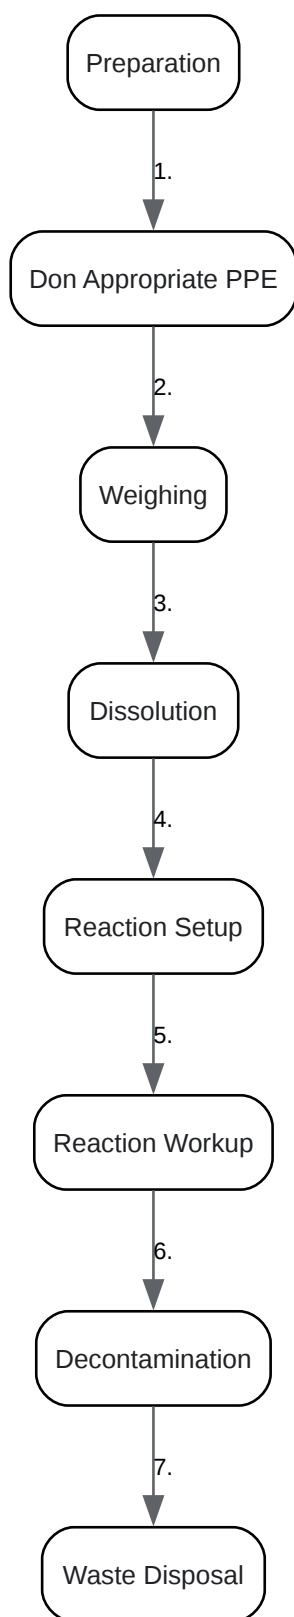 Preparation
1.
Don Appropriate PPE
2.
Weighing
3.
Dissolution
4.
Reaction Setup
5.
Reaction Workup
6.
Decontamination
7.
Waste Disposal